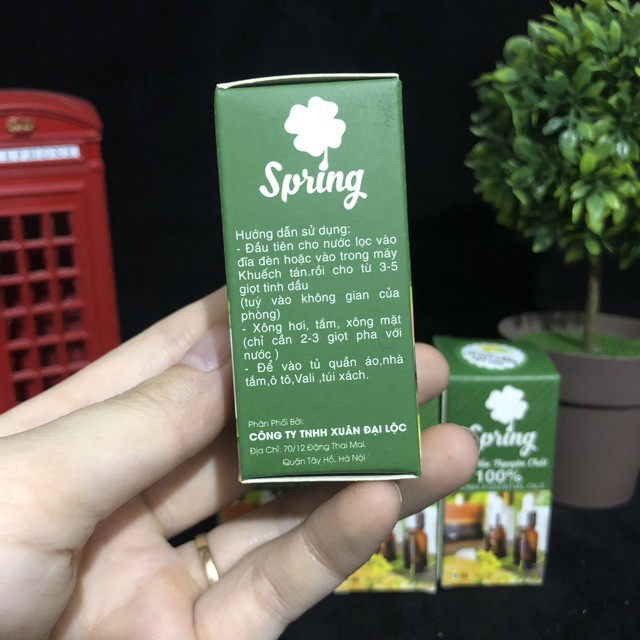 Spring
Hướng dẫn sử dụng:
- Đầu tiên cho nước lọc vào
đĩa đèn hoặc vào trong máy
Khuếch tán.rồi cho từ 3-5
giọt tinh dầu
(tuỳ vào không gian của
phòng)
- Xông hơi, tắm, xông mặt
(chỉ cần 2-3 giọt pha với
nước )
- Để vào tủ quần áo,nhà
tắm,ô tô,Vali ,túi xách.
Phân Phối Bởi:
CÔNG TY TNHH XUÂN ĐẠI LỘC
Địa Chỉ: 70/12 Đặng Thai Mai,
Quận Tây Hồ, Hà Nội
Spring
Nguyên Chất
100%